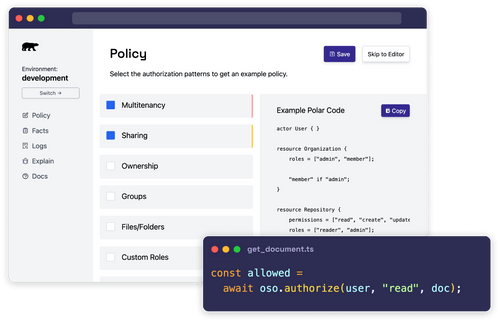 Policy
Save
Skip to Editor
Environment:
development
Switch →
Select the authorization patterns to get an example policy.
Policy
Facts
Logs
Explain
Docs
Multitenancy
Sharing
Ownership
Groups
Files/Folders
Custom Roles
Example Polar Code
Copy
actor User { }
resource Organization {
roles = ["admin", "member"];
"member" if "admin";
}
resource Repository {
permissions = ["read", "create", "update
roles = ["reader", "admin"];
get_document.ts
const allowed =
await oso.authorize(user, "read", doc);